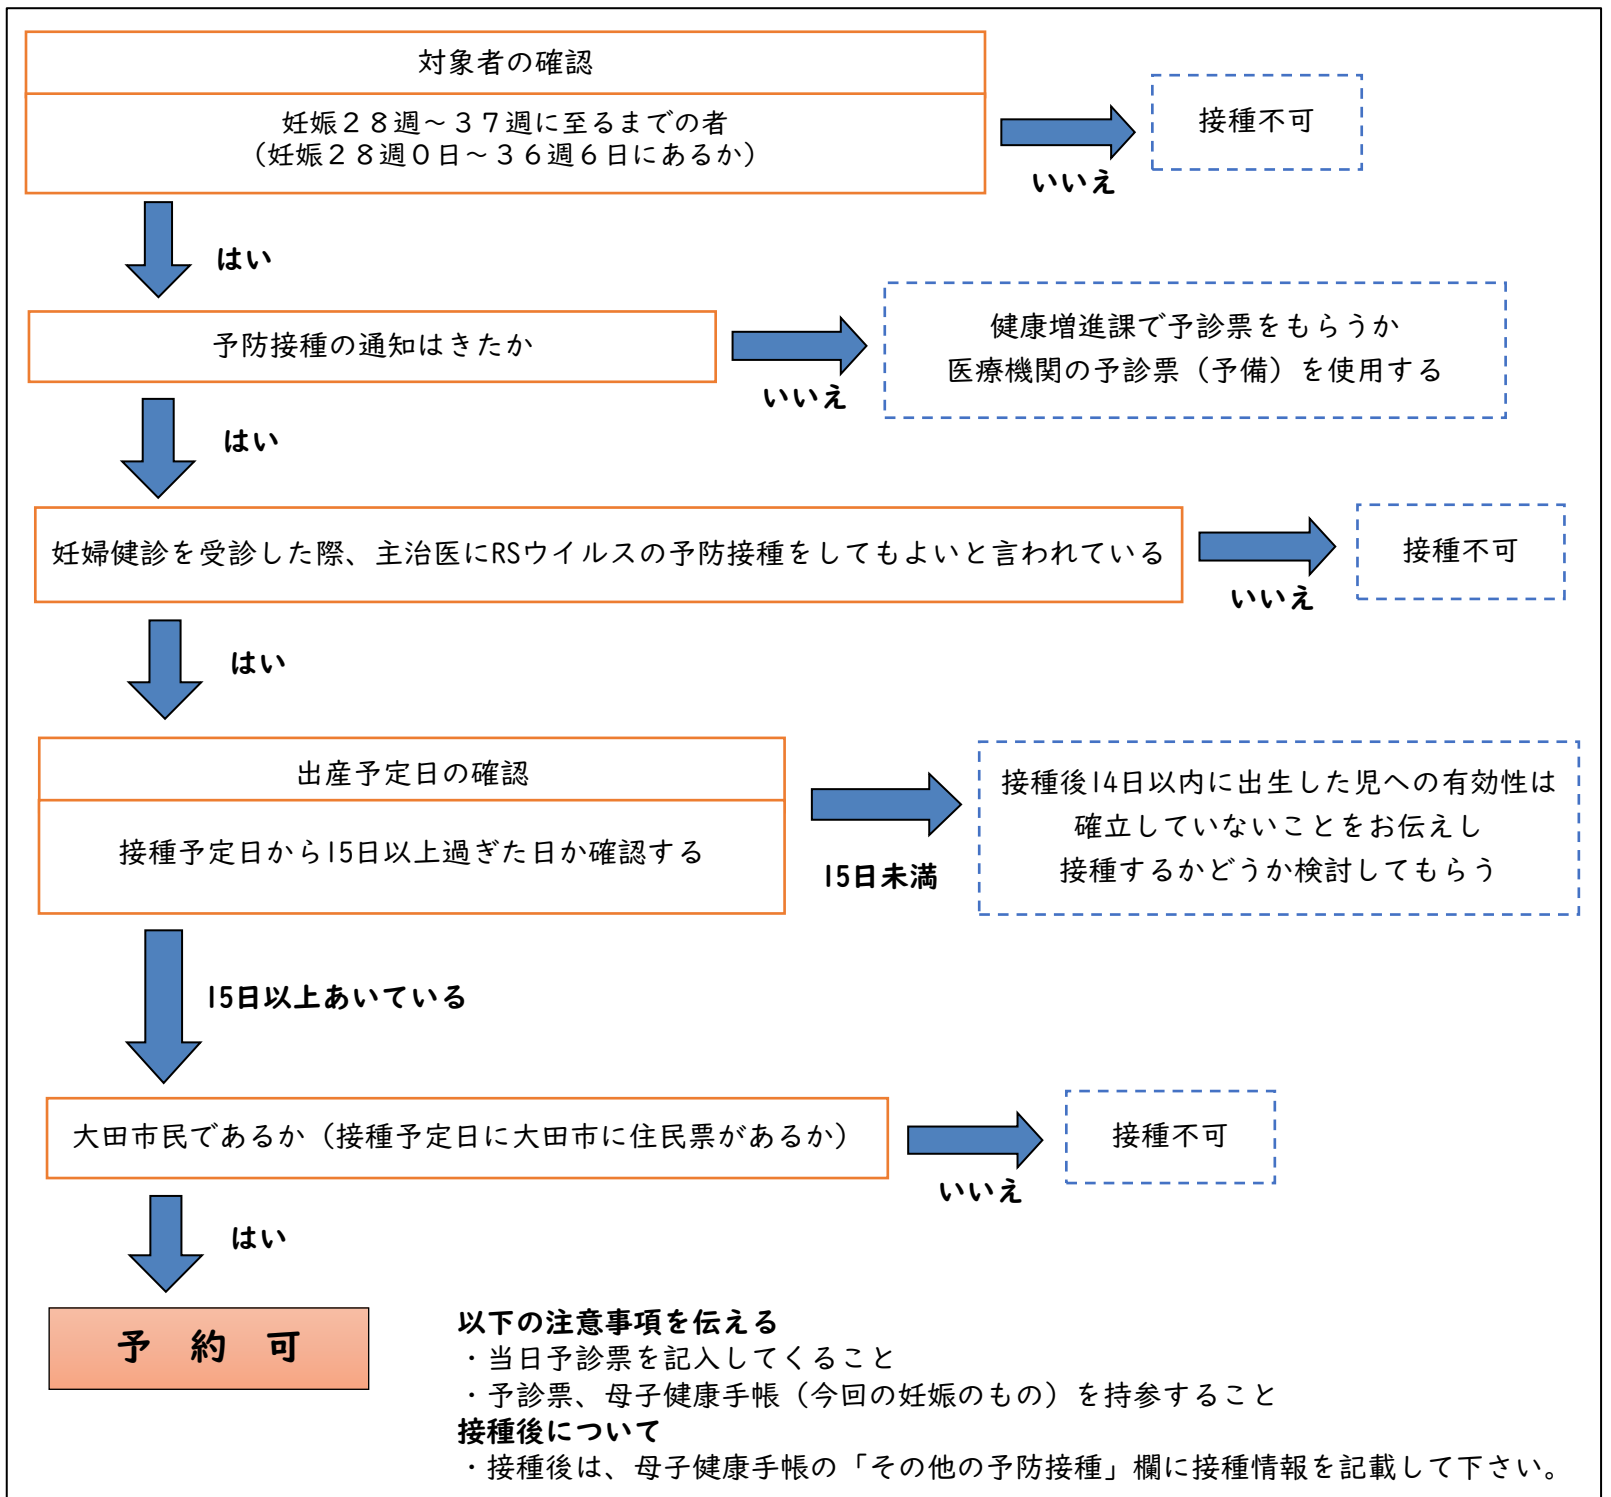 対象者の確認
妊娠２８週～３７週に至るまでの者
（妊娠２８週０日～３６週６日にあるか）
いいえ
接種不可
はい
予防接種の通知はきたか
いいえ
健康増進課で予診票をもらうか
医療機関の予診票（予備）を使用する
はい
妊婦健診を受診した際、主治医にRSウイルスの予防接種をしてもよいと言われている
いいえ
接種不可
はい
出産予定日の確認
接種予定日から15日以上過ぎた日か確認する
15日未満
接種後14日以内に出生した児への有効性は
確立していないことをお伝えし
接種するかどうか検討してもらう
15日以上あいている
大田市民であるか（接種予定日に大田市に住民票があるか）
いいえ
接種不可
はい
予　約　可
以下の注意事項を伝える
・当日予診票を記入してくること
・予診票、母子健康手帳（今回の妊娠のもの）を持参すること
接種後について
・接種後は、母子健康手帳の「その他の予防接種」欄に接種情報を記載して下さい。